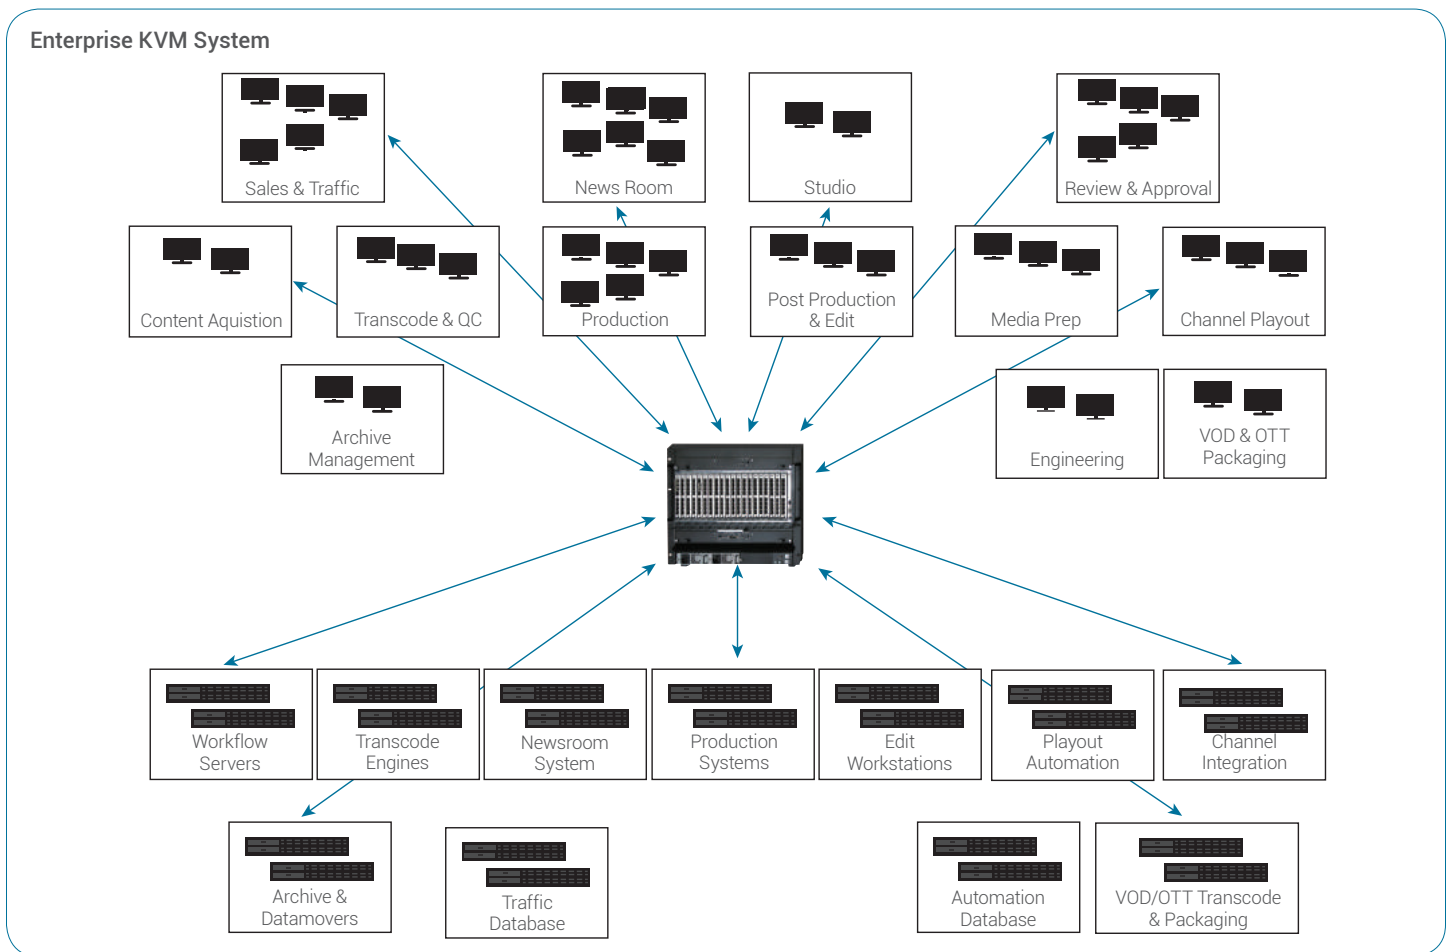 Enterprise KVM System
Sales & Traffic
News Room
Studio
Review & Approval
Content Aquistion
Transcode & QC
Production
Post Production
& Edit
Media Prep
Channel Playout
Archive
Management
Engineering
VOD & OTT
Packaging
Workflow
Servers
Transcode
Engines
Newsroom
System
Production
Systems
Edit
Workstations
Playout
Automation
Channel
Integration
Archive &
Datamovers
Traffic
Database
Automation
Database
VOD/OTT Transcode
& Packaging